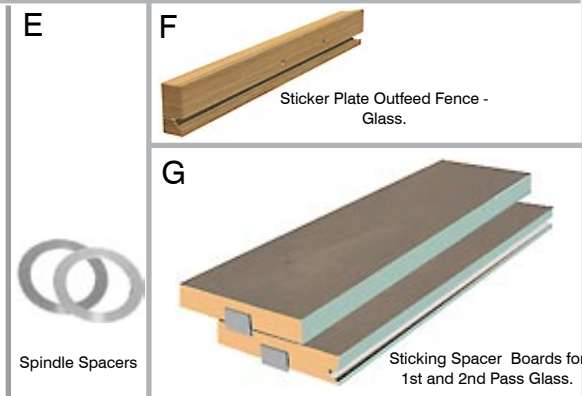 E
Spindle Spacers
F
Sticker Plate Outfeed Fence -
Glass.
G
Sticking Spacer Boards for
1st and 2nd Pass Glass.